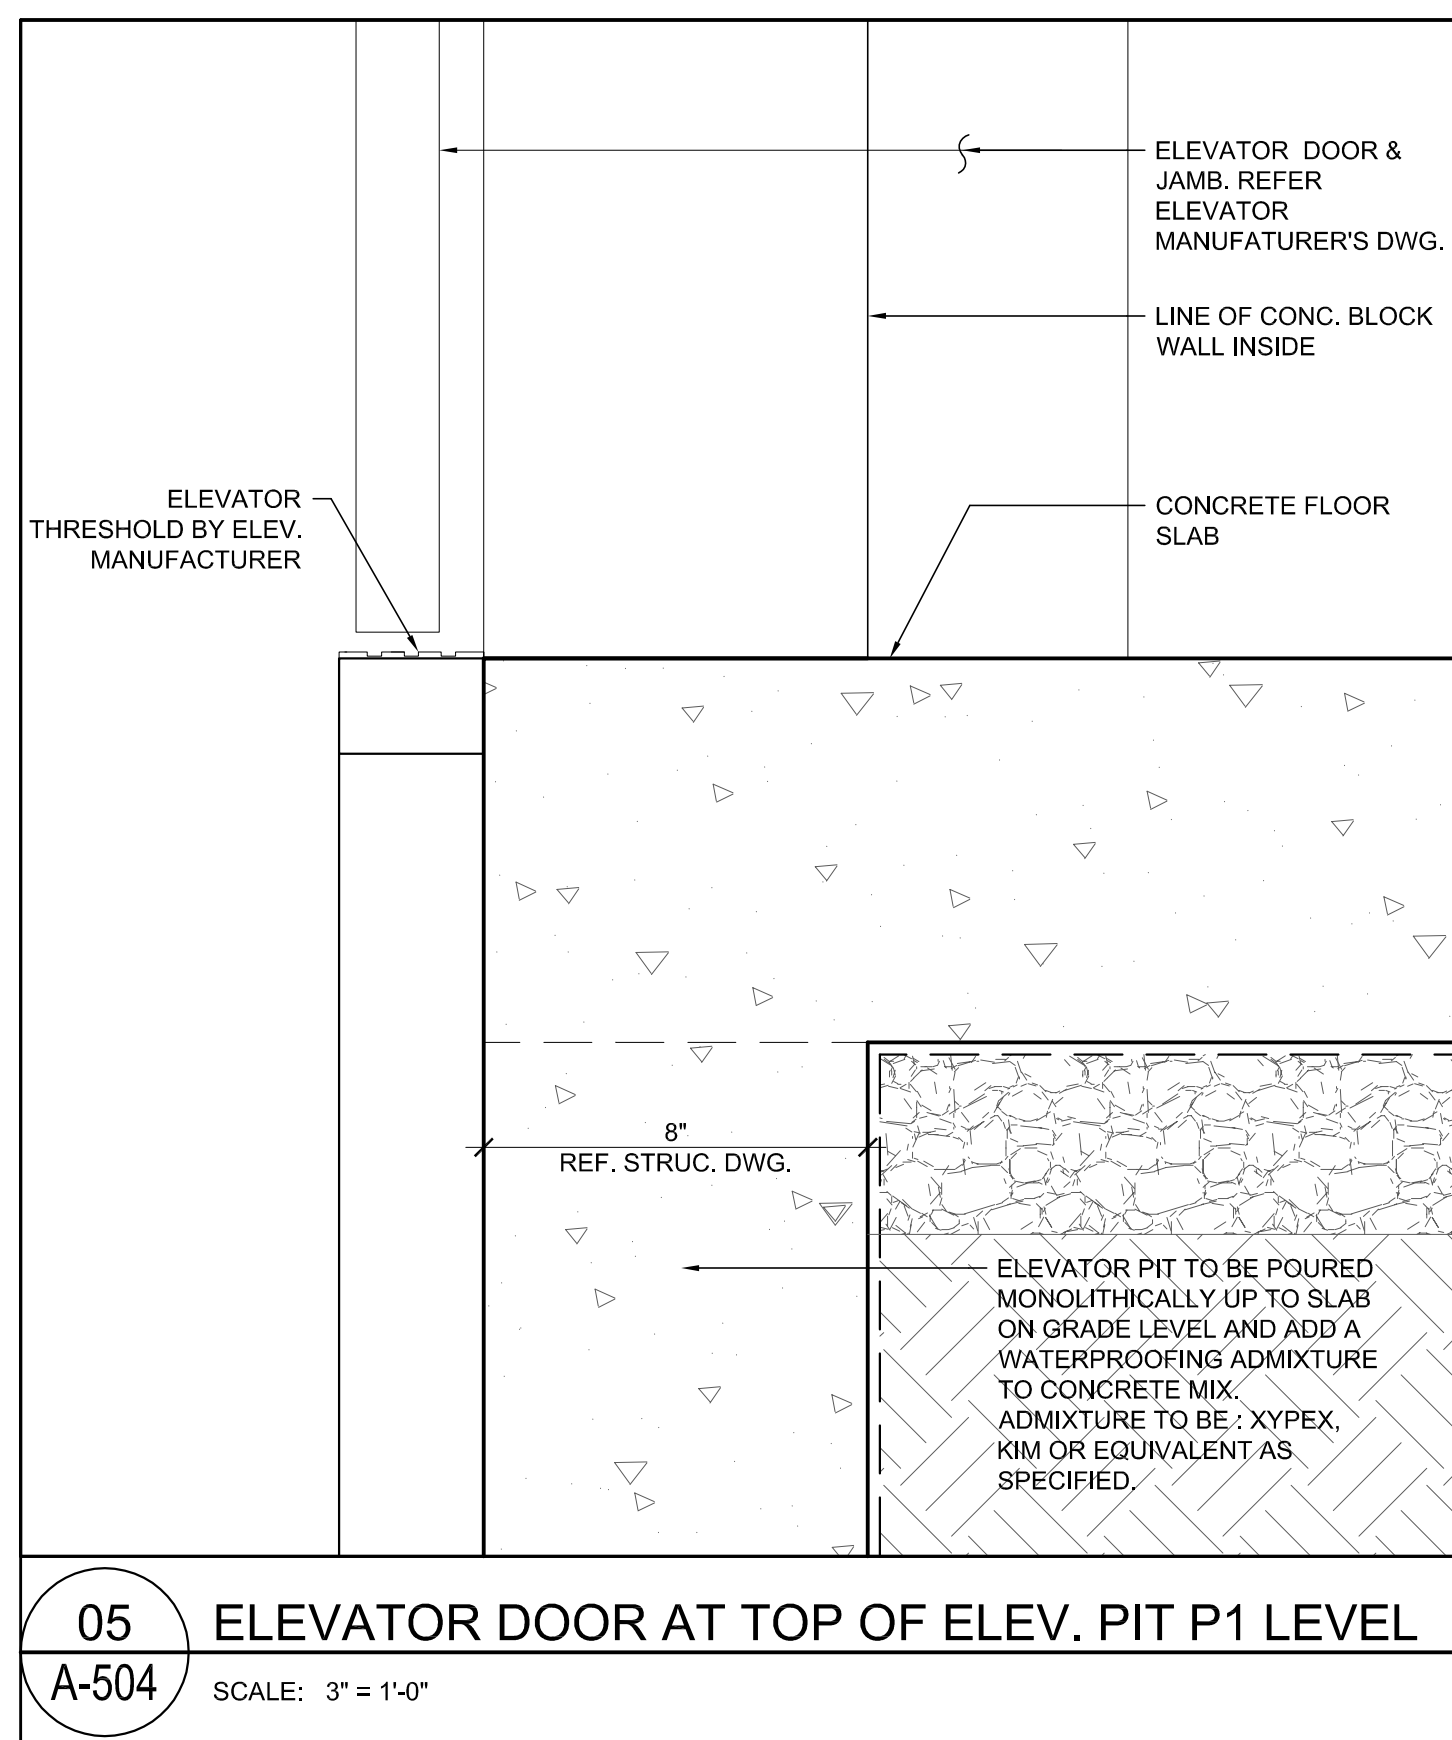 ELEVATOR DOOR &
JAMB. REFER
ELEVATOR
MANUFATURER'S DWG.
LINE OF CONC. BLOCK
WALL INSIDE
ELEVATOR
THRESHOLD BY ELEV.
MANUFACTURER
CONCRETE FLOOR
SLAB
8"
REF. STRUC. DWG.
ELEVATOR PIT TO BE POURED
MONOLITHICALLY UP TO SLAB
ON GRADE LEVEL AND ADD A
WATERPROOFING ADMIXTURE
TO CONCRETE MIX.
ADMIXTURE TO BE : XYPEX,
KIM OR EQUIVALENT AS
SPECIFIED.
05
ELEVATOR DOOR AT TOP OF ELEV. PIT P1 LEVEL
A-504
SCALE: 3" = 1'-0"